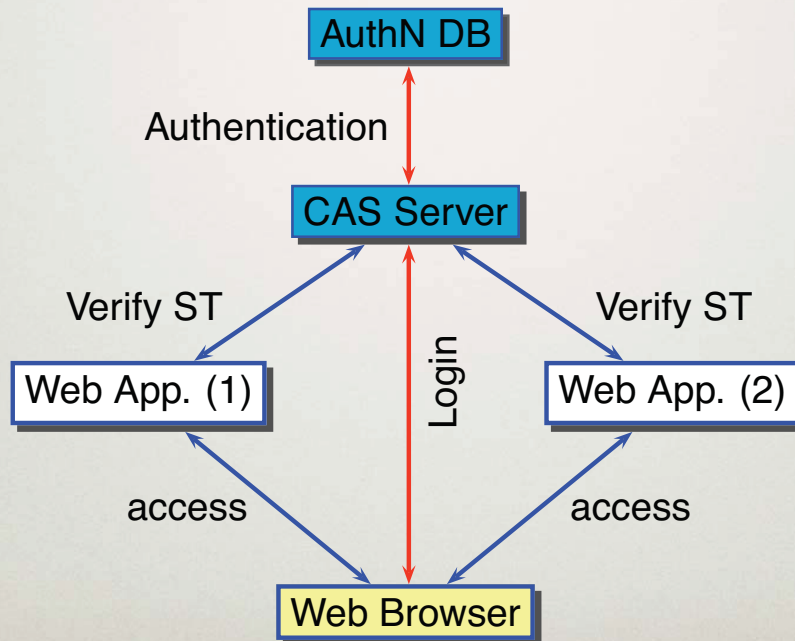 AuthN DB
Authentication
CAS Server
Verify ST
Verify ST
Login
Web App. (1)
Web App. (2)
access
access
Web Browser